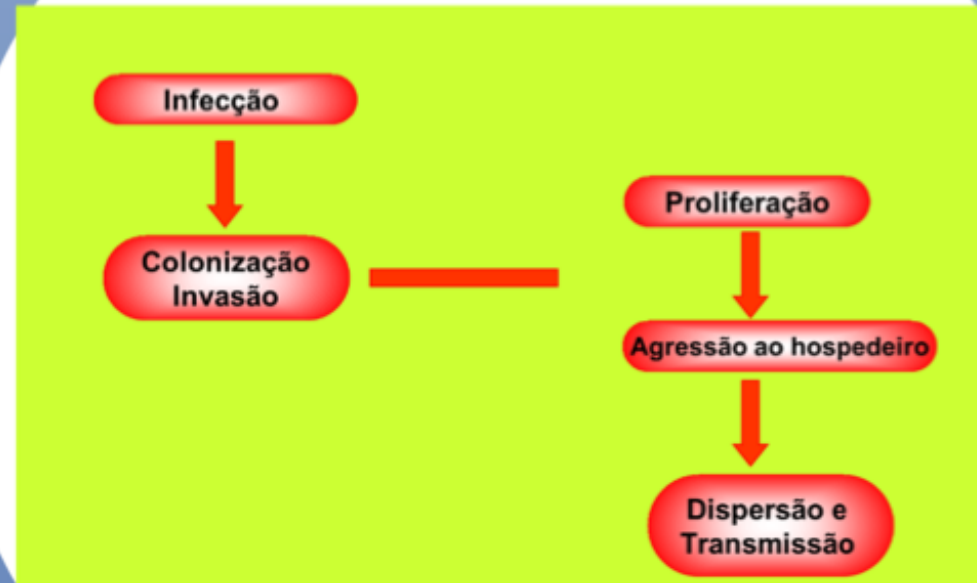 Infecção
Colonização
Invasão
Proliferação
Agressão ao hospedeiro
Dispersão e
Transmissão